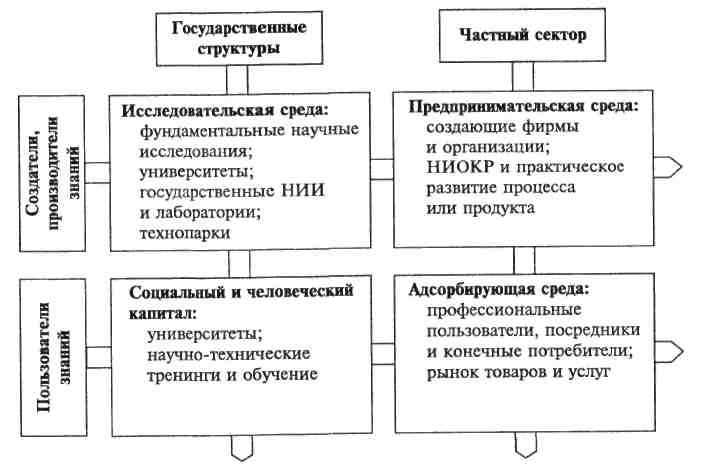 Государственные
структуры
Частный сектор
Создатели,
производители
знаний
Исследовательская среда:
фундаментальные научные
исследования;
университеты;
государственные НИИ
и лаборатории;
технопарки
Предпринимательская среда:
создающие фирмы
и организации;
НИОКР и практическое
развитие процесса
или продукта
Пользователи
знаний
Социальный и человеческий
капитал:
университеты;
научно-технические
тренинги и обучение
Адсорбирующая среда:
профессиональные
пользователи, посредники
и конечные потребители;
рынок товаров и услуг